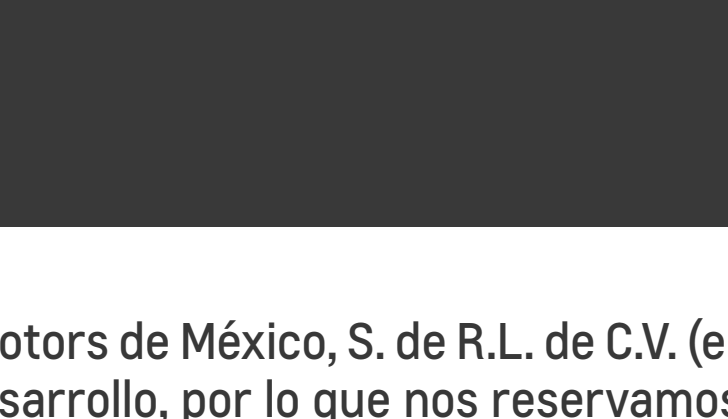 otors de México, S. de R.L. de C.V. (e
sarrollo, por lo que nos reservamos